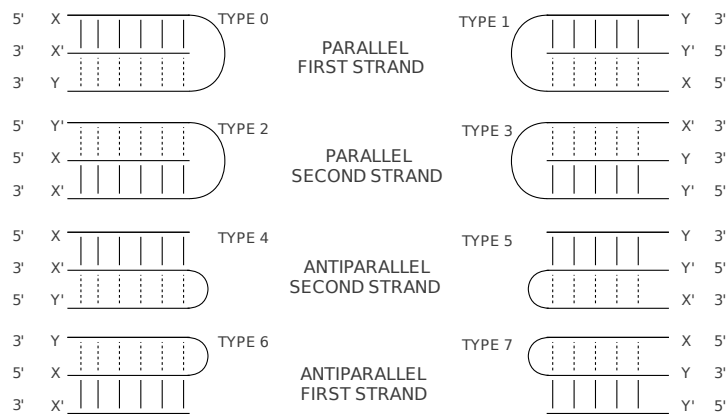 5' X TYPE 0 TYPE 1 Y 3'
3' X' PARALLEL Y' 5'
FIRST STRAND
3' Y X 5'
5' Y' TYPE 2 TYPE 3 X' 3'
5' X PARALLEL Y 3'
SECOND STRAND
3' X' Y' 5'
5' X TYPE 4 TYPE 5 Y 3'
3' X' ANTIPARALLEL Y' 5'
SECOND STRAND
5' Y' X' 3'
3' Y TYPE 6 TYPE 7 X 5'
5' X ANTIPARALLEL Y 3'
FIRST STRAND
3' X' Y' 5'